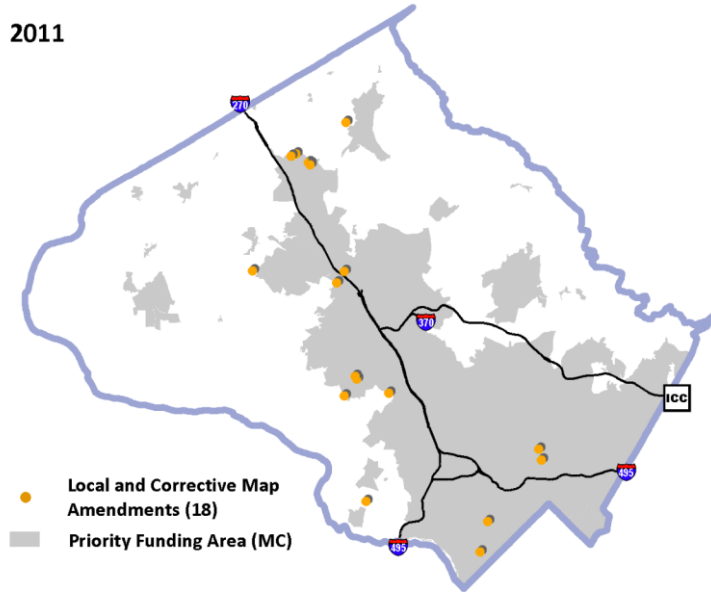 2011
270
370
ICC
495
Local and Corrective Map
Amendments (18)
Priority Funding Area (MC)
495